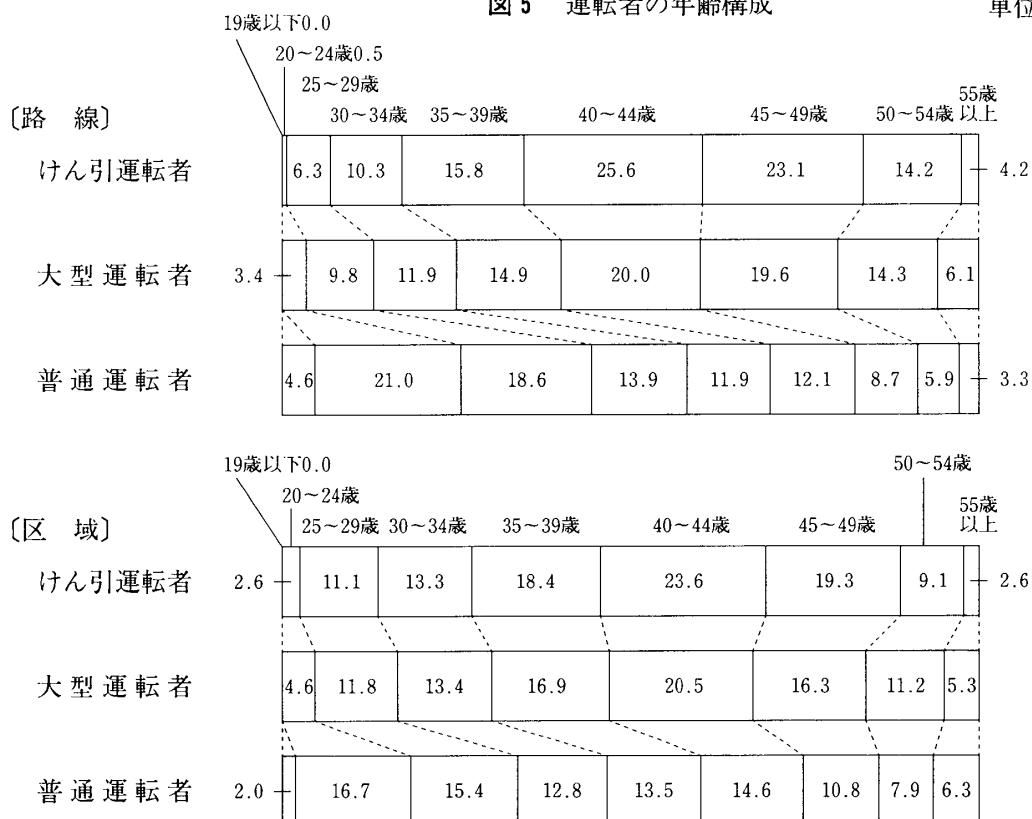 図5 運転者の年齢構成 単位
19歳以下0.0
20～24歳0.5
25～29歳
30～34歳 35～39歳 40～44歳 45～49歳 50～54歳 55歳以上
〔路 線〕
けん引運転者 6.3 10.3 15.8 25.6 23.1 14.2 4.2
大型運転者 3.4 9.8 11.9 14.9 20.0 19.6 14.3 6.1
普通運転者 4.6 21.0 18.6 13.9 11.9 12.1 8.7 5.9 3.3
19歳以下0.0 50～54歳
20～24歳
〔区 域〕 25～29歳 30～34歳 35～39歳 40～44歳 45～49歳 55歳以上
けん引運転者 2.6 11.1 13.3 18.4 23.6 19.3 9.1 2.6
大型運転者 4.6 11.8 13.4 16.9 20.5 16.3 11.2 5.3
普通運転者 2.0 16.7 15.4 12.8 13.5 14.6 10.8 7.9 6.3